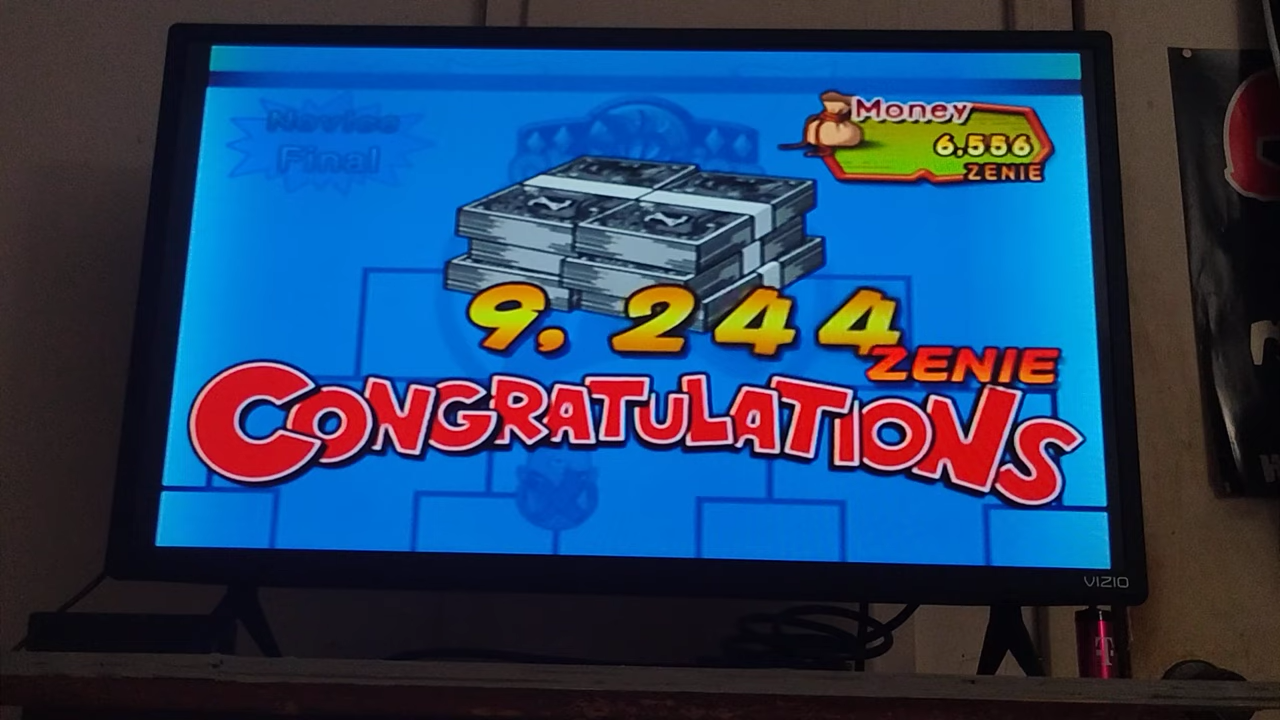 Novice
Final
Money
6,556
ZENIE
9,244
ZENIE
CONGRATULATIONS
VIZIO
T